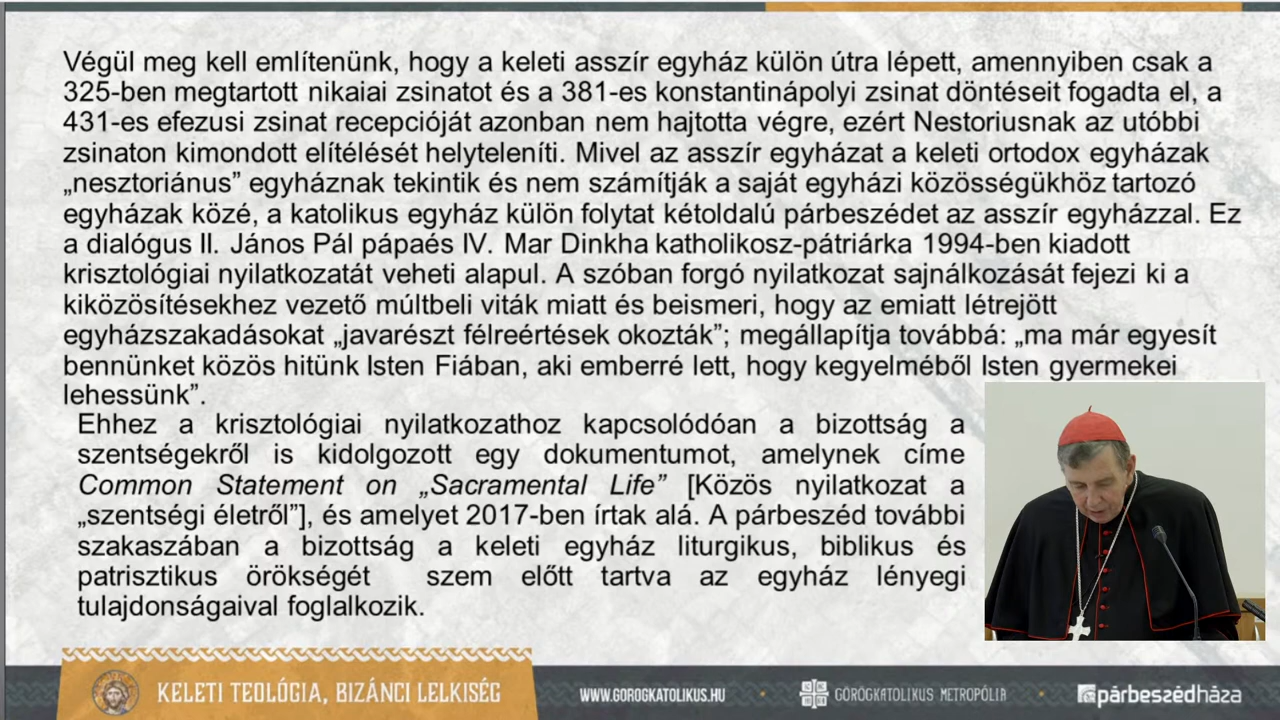 Végül meg kell említenünk, hogy a keleti asszír egyház külön útra lépett, amennyiben csak a
325-ben megtartott nikaiai zsinatot és a 381-es konstantinápolyi zsinat döntéseit fogadta el, a
431-es efezusi zsinat recepcióját azonban nem hajtotta végre, ezért Nestoriusnak az utóbbi
zsinaton kimondott elítélését helyteleníti. Mivel az asszír egyházat a keleti ortodox egyházak
„nesztoriánus” egyháznak tekintik és nem számítják a saját egyházi közösségükhöz tartozó
egyházak közé, a katolikus egyház külön folytat kétoldalú párbeszédet az asszír egyházzal. Ez
a dialógus II. János Pál pápaés IV. Mar Dinkha katholikosz-pátriárka 1994-ben kiadott
krisztológiai nyilatkozatát veheti alapul. A szóban forgó nyilatkozat sajnálkozását fejezi ki a
kiközösítésekhez vezető múltbeli viták miatt és beismeri, hogy az emiatt létrejött
egyházszakadásokat „javarészt félreértések okozták”; megállapítja továbbá: „ma már egyesít
bennünket közös hitünk Isten Fiában, aki emberré lett, hogy kegyelméből Isten gyermekei
lehessünk”.
Ehhez a krisztológiai nyilatkozathoz kapcsolódóan a bizottság a
szentségekről is kidolgozott egy dokumentumot, amelynek címe
Common Statement on „Sacramental Life” [Közös nyilatkozat a
„szentségi életről”], és amelyet 2017-ben írtak alá. A párbeszéd további
szakaszában a bizottság a keleti egyház liturgikus, biblikus és
patrisztikus örökségét szem előtt tartva az egyház lényegi
tulajdonságaival foglalkozik.
KELETI TEOLÓGIA, BIZÁNCI LELKISÉG
WWW.GOROGKATOLIKUS.HU
GÖRÖGKATOLIKUS METROPÓLIA
párbeszédháza